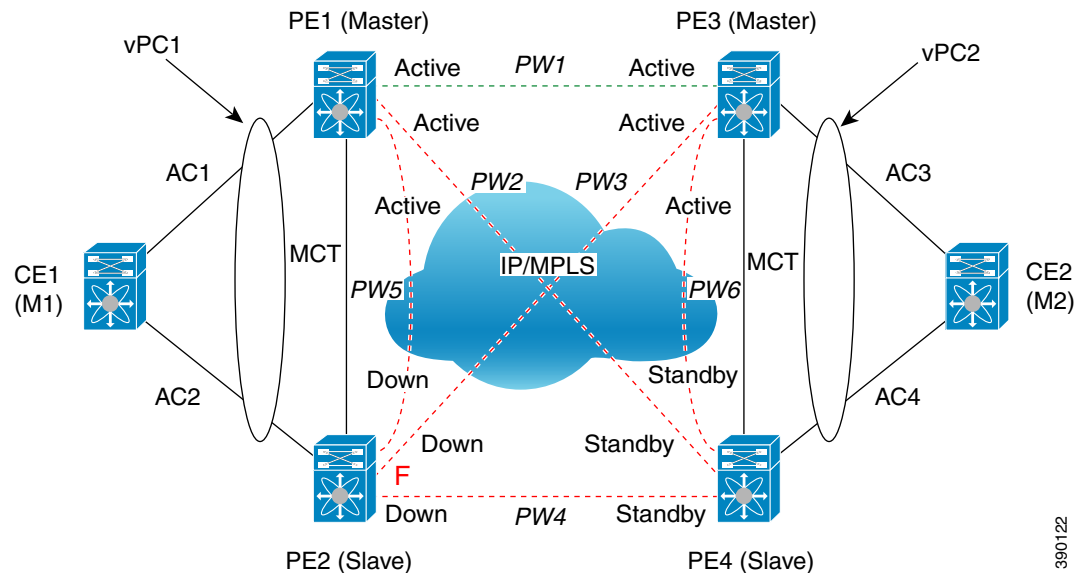 PE1 (Master)
PE3 (Master)
vPC1
vPC2
Active
PW1
Active
Active
Active
AC1
PW2
PW3
AC3
Active
Active
MCT
IP/MPLS
MCT
CE1
(M1)
PW5
PW6
CE2
(M2)
Down
Standby
AC2
AC4
Down
Standby
F
Down
PW4
Standby
PE2 (Slave)
PE4 (Slave)
390122